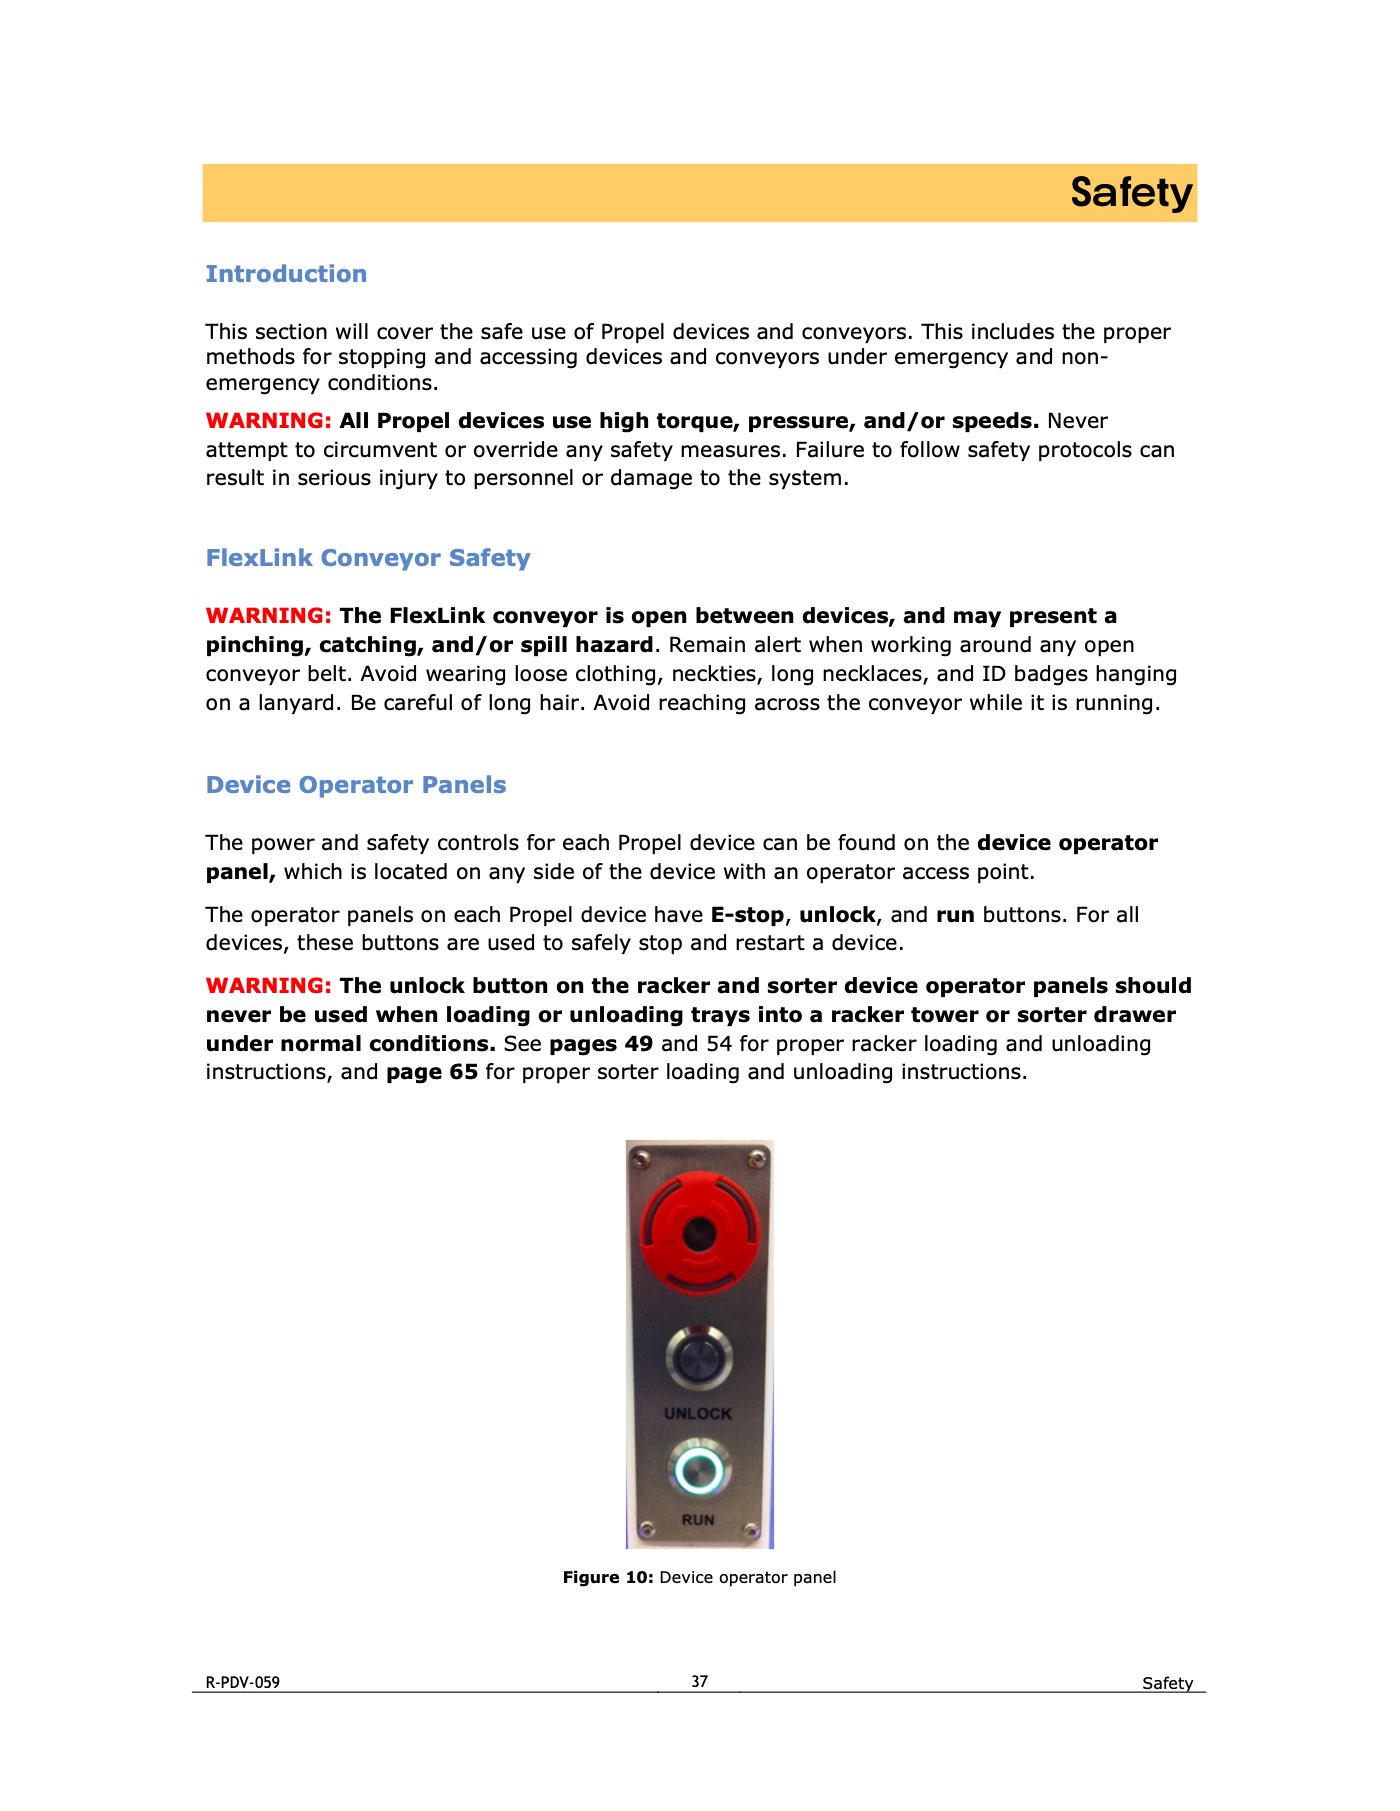 Safety
Introduction
This section will cover the safe use of Propel devices and conveyors. This includes the proper
methods for stopping and accessing devices and conveyors under emergency and non-
emergency conditions.
WARNING: All Propel devices use high torque, pressure, and/or speeds. Never
attempt to circumvent or override any safety measures. Failure to follow safety protocols can
result in serious injury to personnel or damage to the system.
FlexLink Conveyor Safety
WARNING: The FlexLink conveyor is open between devices, and may present a
pinching, catching, and/or spill hazard. Remain alert when working around any open
conveyor belt. Avoid wearing loose clothing, neckties, long necklaces, and ID badges hanging
on a lanyard. Be careful of long hair. Avoid reaching across the conveyor while it is running.
Device Operator Panels
The power and safety controls for each Propel device can be found on the device operator
panel, which is located on any side of the device with an operator access point.
The operator panels on each Propel device have E-stop, unlock, and run buttons. For all
devices, these buttons are used to safely stop and restart a device.
WARNING: The unlock button on the racker and sorter device operator panels should
never be used when loading or unloading trays into a racker tower or sorter drawer
under normal conditions. See pages 49 and 54 for proper racker loading and unloading
instructions, and page 65 for proper sorter loading and unloading instructions.
UNLOCK
RUN
Figure 10: Device operator panel
R-PDV-059 37 Safety